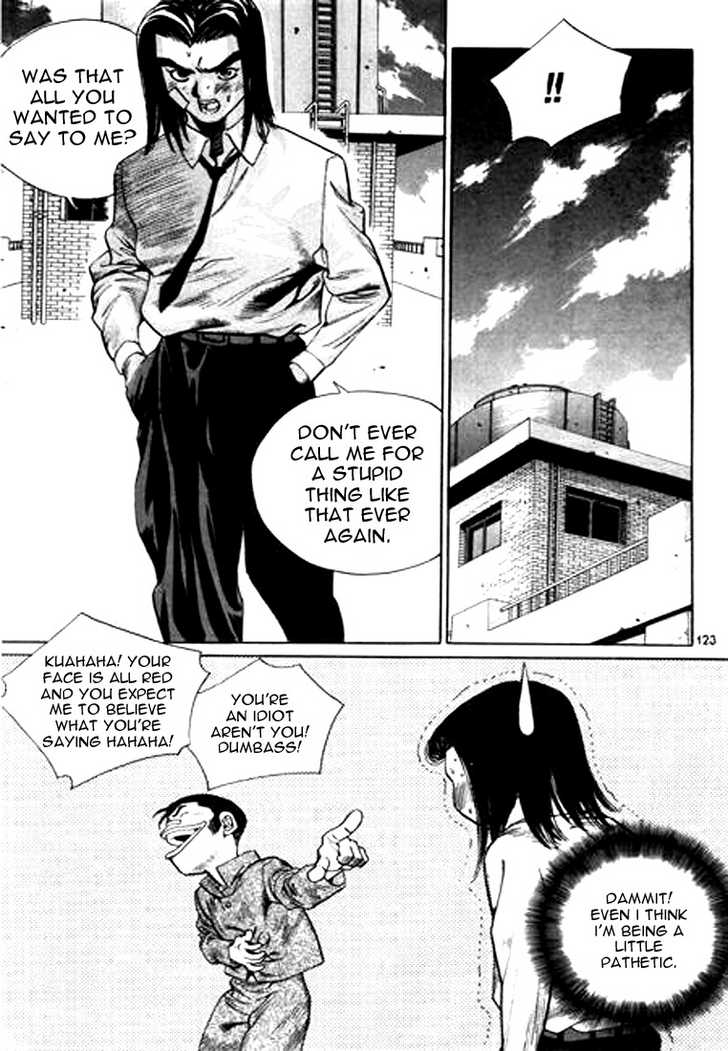 WAS THAT
ALL YOU
WANTED TO
SAY TO ME?
DON'T EVER
CALL ME FOR
A STUPID
THING LIKE
THAT EVER
AGAIN.
!!
123
KUAHAHA! YOUR
FACE IS ALL RED
AND YOU EXPECT
ME TO BELIEVE
WHAT YOU'RE
SAYING HAHAHA!
YOU'RE
AN IDIOT
AREN'T YOU!
DUMBASS!
DAMMIT!
EVEN I THINK
I'M BEING A
LITTLE
PATHETIC.